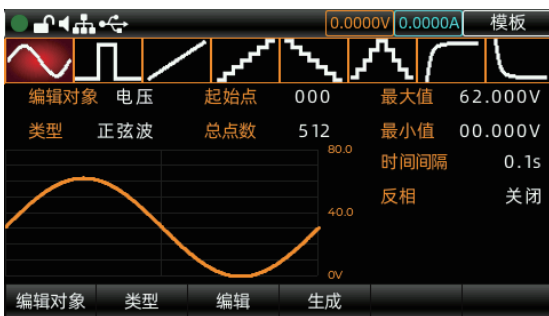 0.0000V 0.0000A 模板
编辑对象 电压 起始点 000 最大值 62.000V
类型 正弦波 总点数 512 最小值 00.000V
80.0
时间间隔 0.1s
反相 关闭
40.0
0V
编辑对象 类型 编辑 生成